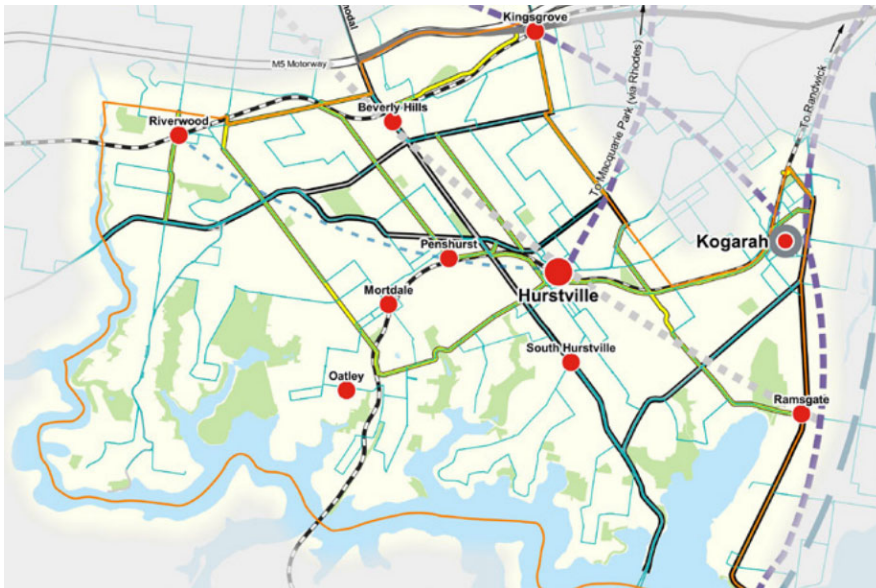 Kingsgrove
M5 Motorway
Beverly Hills
Riverwood
To Macquarie Park (via Rhodes)
To Randwick
Kogarah
Penshurst
Hurstville
Mortdale
South Hurstville
Oatley
Ramsgate